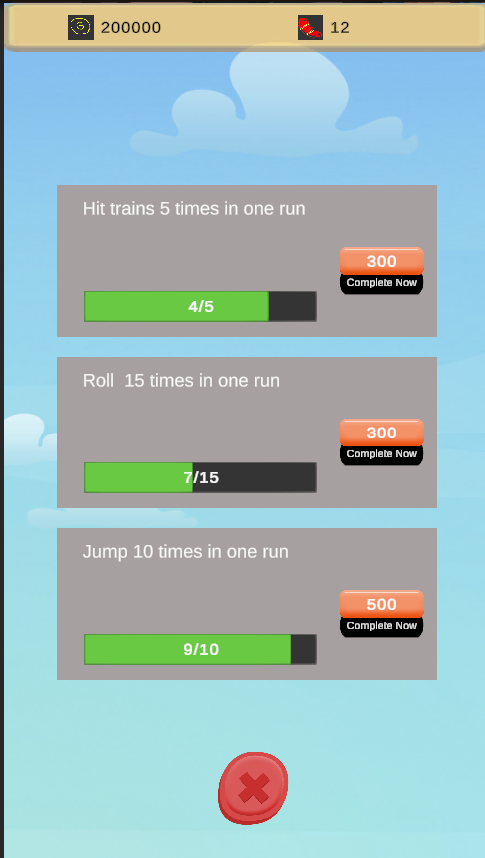 200000 12
Hit trains 5 times in one run
300
Complete Now
4/5
Roll  15 times in one run
300
Complete Now
7/15
Jump 10 times in one run
500
Complete Now
9/10